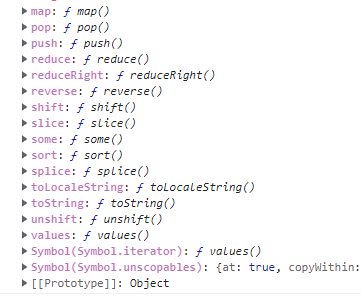 map: ƒ map()
pop: ƒ pop()
push: ƒ push()
reduce: ƒ reduce()
reduceRight: ƒ reduceRight()
reverse: ƒ reverse()
shift: ƒ shift()
slice: ƒ slice()
some: ƒ some()
sort: ƒ sort()
splice: ƒ splice()
toLocaleString: ƒ toLocaleString()
toString: ƒ toString()
unshift: ƒ unshift()
values: ƒ values()
Symbol(Symbol.iterator): ƒ values()
Symbol(Symbol.unscopables): {at: true, copyWithin:
[[Prototype]]: Object